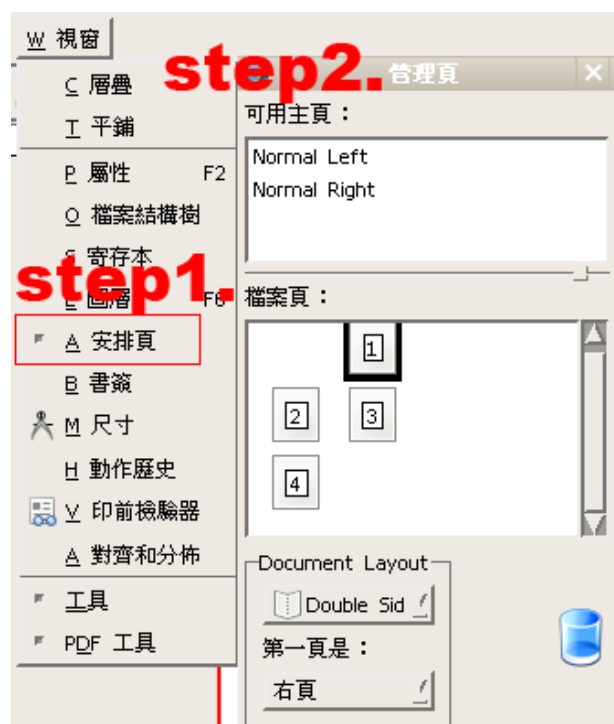 W 視窗
C 層疊
T 平鋪
P 屬性 F2
O 檔案結構樹
寄存本
L 圖層 F6
A 安排頁
B 書簽
M 尺寸
H 動作歷史
V 印前檢驗器
A 對齊和分佈
工具
PDF 工具
step1.
step2.
管理頁
可用主頁：
Normal Left
Normal Right
檔案頁：
1
2 3
4
Document Layout
Double Sid
第一頁是：
右頁